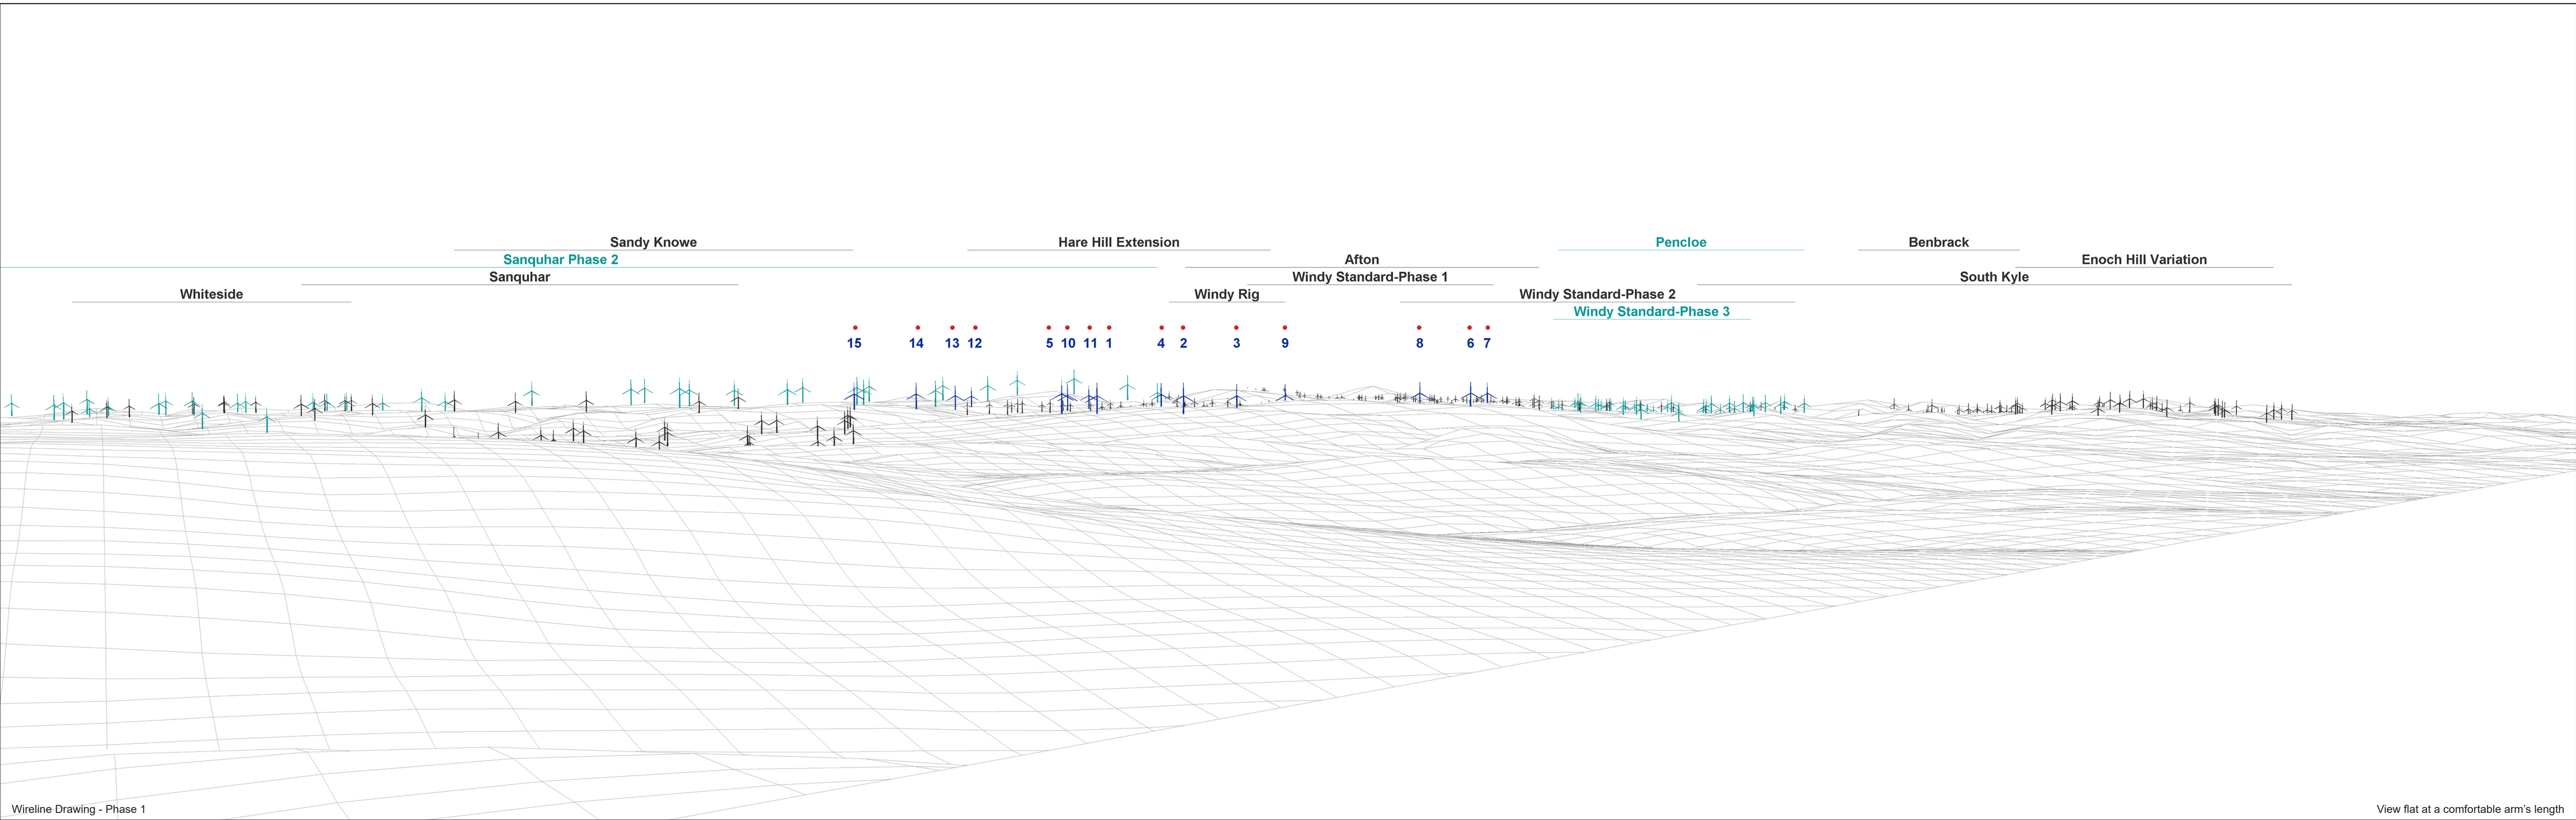 Sandy Knowe Hare Hill Extension Pencloe Benbrack
Sanquhar Phase 2 Afton Enoch Hill Variation
Sanquhar Windy Standard-Phase 1 South Kyle
Whiteside Windy Rig Windy Standard-Phase 2
Windy Standard-Phase 3
15 14 13 12 5 10 11 1 4 2 3 9 8 6 7
Wireline Drawing - Phase 1 View flat at a comfortable arm's length